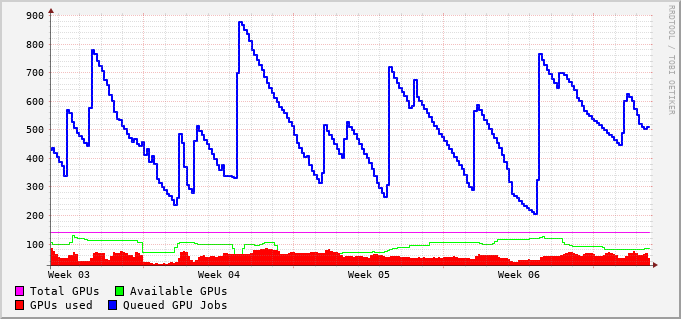 900
800
700
600
500
400
300
200
100
Week 03 Week 04 Week 05 Week 06
Total GPUs Available GPUs
GPUs used Queued GPU Jobs
RRDTOOL / TOBI OETIKER